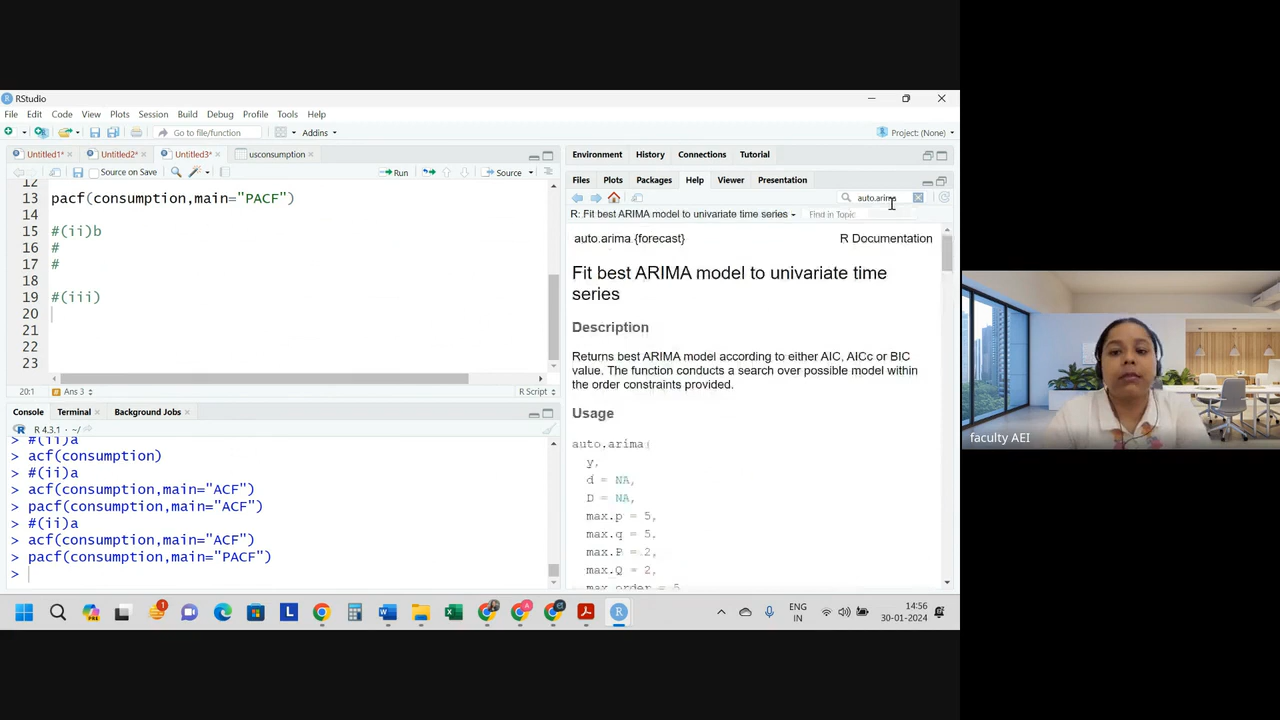 RStudio
File Edit Code View Plots Session Build Debug Profile Tools Help
Go to file/function Addins Project: (None)
Untitled1* Untitled2* Untitled3* usconsumption
Source on Save Run Source
12
13 pacf(consumption,main="PACF")
14
15 #(ii)b
16 #
17 #
18
19 #(iii)
20
21
22
23
20:1 Ans 3 R Script
Console Terminal Background Jobs
R 4.3.1 · ~/
> #(ii)a
> acf(consumption)
> #(ii)a
> acf(consumption,main="ACF")
> pacf(consumption,main="ACF")
> #(ii)a
> acf(consumption,main="ACF")
> pacf(consumption,main="PACF")
>
Environment History Connections Tutorial
Files Plots Packages Help Viewer Presentation
auto.arima
R: Fit best ARIMA model to univariate time series Find in Topic
auto.arima {forecast} R Documentation
Fit best ARIMA model to univariate time
series
Description
Returns best ARIMA model according to either AIC, AICc or BIC
value. The function conducts a search over possible model within
the order constraints provided.
Usage
auto.arima(
y,
d = NA,
D = NA,
max.p = 5,
max.q = 5,
max.P = 2,
max.Q = 2,
max.order = 5
faculty AEI
ENG
IN
14:56
30-01-2024